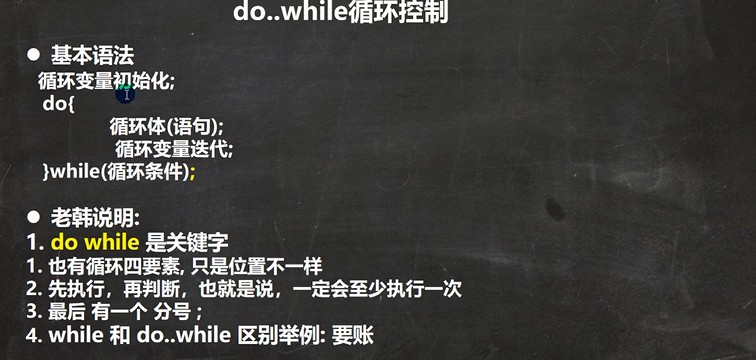 do..while循环控制
● 基本语法
循环变量初始化;
do{
循环体(语句);
循环变量迭代;
}while(循环条件);
● 老韩说明:
1. do while 是关键字
1. 也有循环四要素, 只是位置不一样
2. 先执行，再判断，也就是说，一定会至少执行一次
3. 最后 有一个 分号 ;
4. while 和 do..while 区别举例: 要账